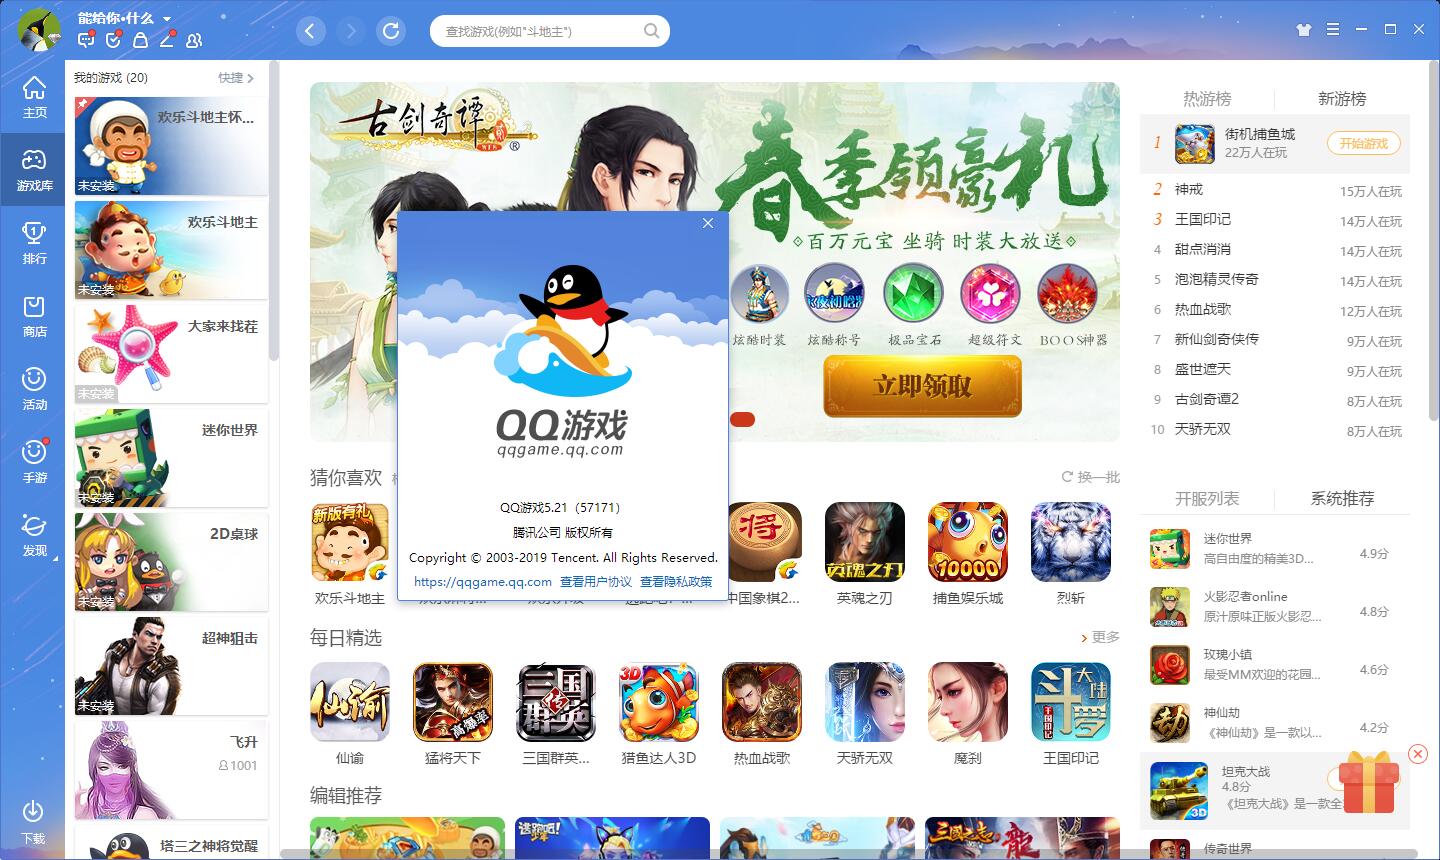 能给你•什么
查找游戏(例如"斗地主")
主页
游戏库
排行
商店
活动
手游
发现
下载
我的游戏 (20)
快捷
欢乐斗地主怀...
未安装
欢乐斗地主
未安装
大家来找茬
未安装
迷你世界
未安装
2D桌球
未安装
超神狙击
未安装
飞升
1001
塔三之神将觉醒
古剑奇谭
WEB
®
春季领豪礼
百万元宝 坐骑 时装大放送
炫酷时装
炫酷称号
极品宝石
超级符文
BOOS神器
立即领取
QQ游戏
qqgame.qq.com
QQ游戏5.21（57171）
腾讯公司 版权所有
Copyright © 2003-2019 Tencent. All Rights Reserved.
https://qqgame.qq.com 查看用户协议 查看隐私政策
猜你喜欢
换一批
新版有礼
将
英魂之刃
10000
欢乐斗地主
中国象棋2...
英魂之刃
捕鱼娱乐城
烈斩
每日精选
更多
仙谕
高爆率
三国群英传
3D
斗罗大陆
王国印记
仙谕
猛将天下
三国群英...
猎鱼达人3D
热血战歌
天骄无双
魔刹
王国印记
编辑推荐
逃跑吧!
热游榜
新游榜
1
街机捕鱼城
22万人在玩
开始游戏
2 神戒 15万人在玩
3 王国印记 14万人在玩
4 甜点消消 14万人在玩
5 泡泡精灵传奇 14万人在玩
6 热血战歌 12万人在玩
7 新仙剑奇侠传 9万人在玩
8 盛世遮天 9万人在玩
9 古剑奇谭2 8万人在玩
10 天骄无双 8万人在玩
开服列表
系统推荐
迷你世界
高自由度的精美3D...
4.9分
火影忍者online
原汁原味正版火影忍...
4.8分
玫瑰小镇
最受MM欢迎的花园...
4.6分
劫
神仙劫
《神仙劫》是一款以...
4.2分
3D
坦克大战
4.8分
《坦克大战》是一款全
传奇世界